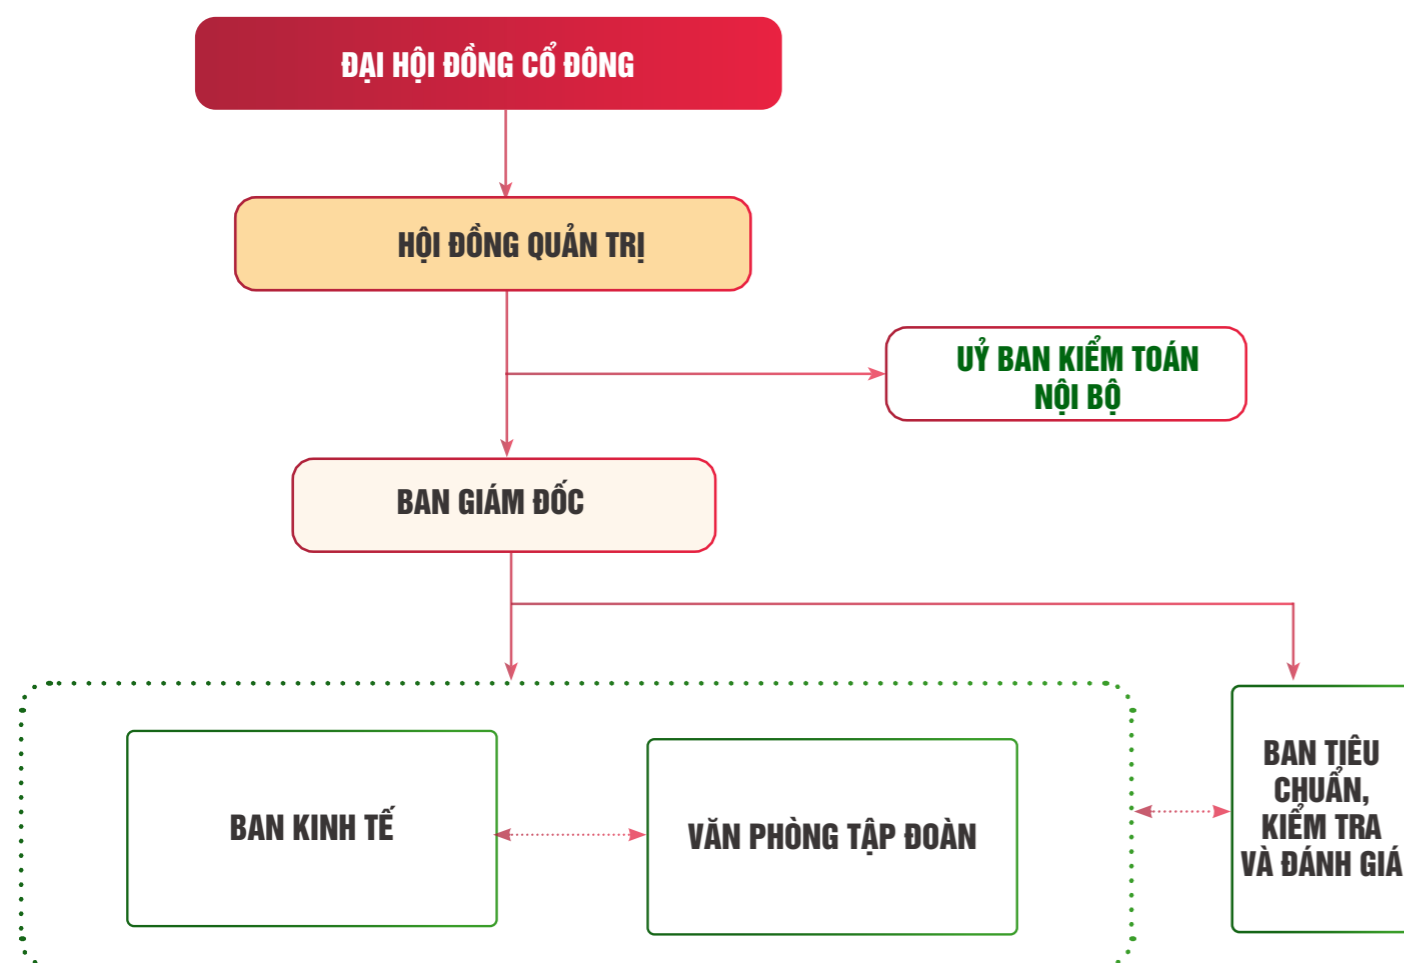 ĐẠI HỘI ĐỒNG CỔ ĐÔNG
HỘI ĐỒNG QUẢN TRỊ
UỶ BAN KIỂM TOÁN
NỘI BỘ
BAN GIÁM ĐỐC
BAN KINH TẾ
VĂN PHÒNG TẬP ĐOÀN
BAN TIÊU
CHUẨN,
KIỂM TRA
VÀ ĐÁNH GIÁ